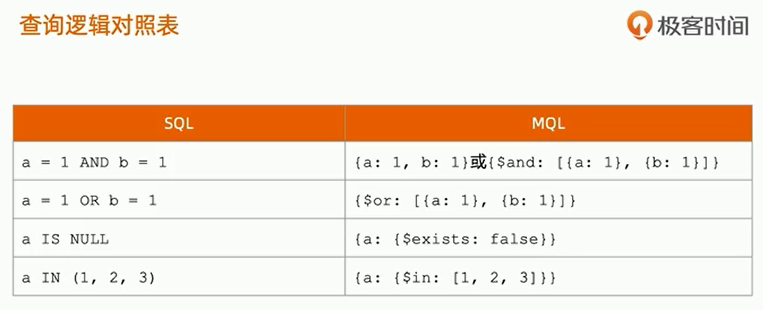 查询逻辑对照表
极客时间
SQL MQL
a = 1 AND b = 1 {a: 1, b: 1}或{$and: [{a: 1}, {b: 1}]}
a = 1 OR b = 1 {$or: [{a: 1}, {b: 1}]}
a IS NULL {a: {$exists: false}}
a IN (1, 2, 3) {a: {$in: [1, 2, 3]}}